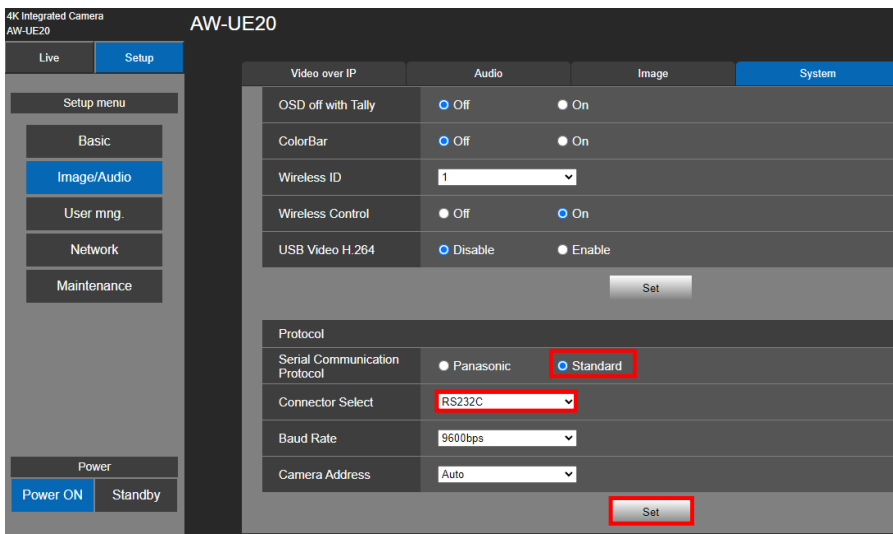 4K Integrated Camera
AW-UE20
AW-UE20
Live Setup
Setup menu
Basic
Image/Audio
User mng.
Network
Maintenance
Power
Power ON Standby
Video over IP Audio Image System
OSD off with Tally Off On
ColorBar Off On
Wireless ID 1
Wireless Control Off On
USB Video H.264 Disable Enable
Set
Protocol
Serial Communication
Protocol Panasonic Standard
Connector Select RS232C
Baud Rate 9600bps
Camera Address Auto
Set